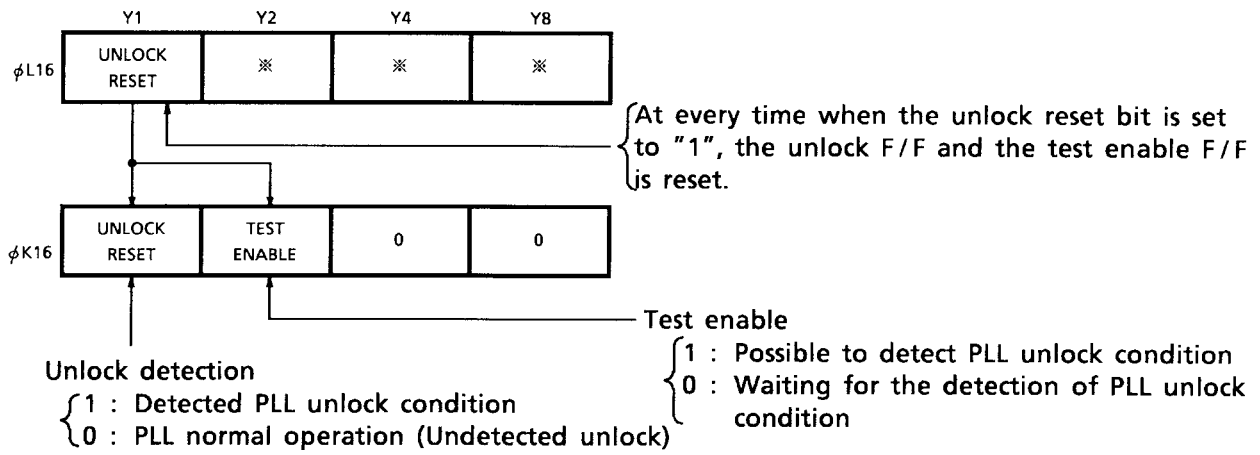 Y1 Y2 Y4 Y8
φL16
UNLOCK
RESET
※ ※ ※
At every time when the unlock reset bit is set
to "1", the unlock F/F and the test enable F/F
is reset.
φK16
UNLOCK
RESET
TEST
ENABLE
0 0
Test enable
1 : Possible to detect PLL unlock condition
0 : Waiting for the detection of PLL unlock
condition
Unlock detection
1 : Detected PLL unlock condition
0 : PLL normal operation (Undetected unlock)